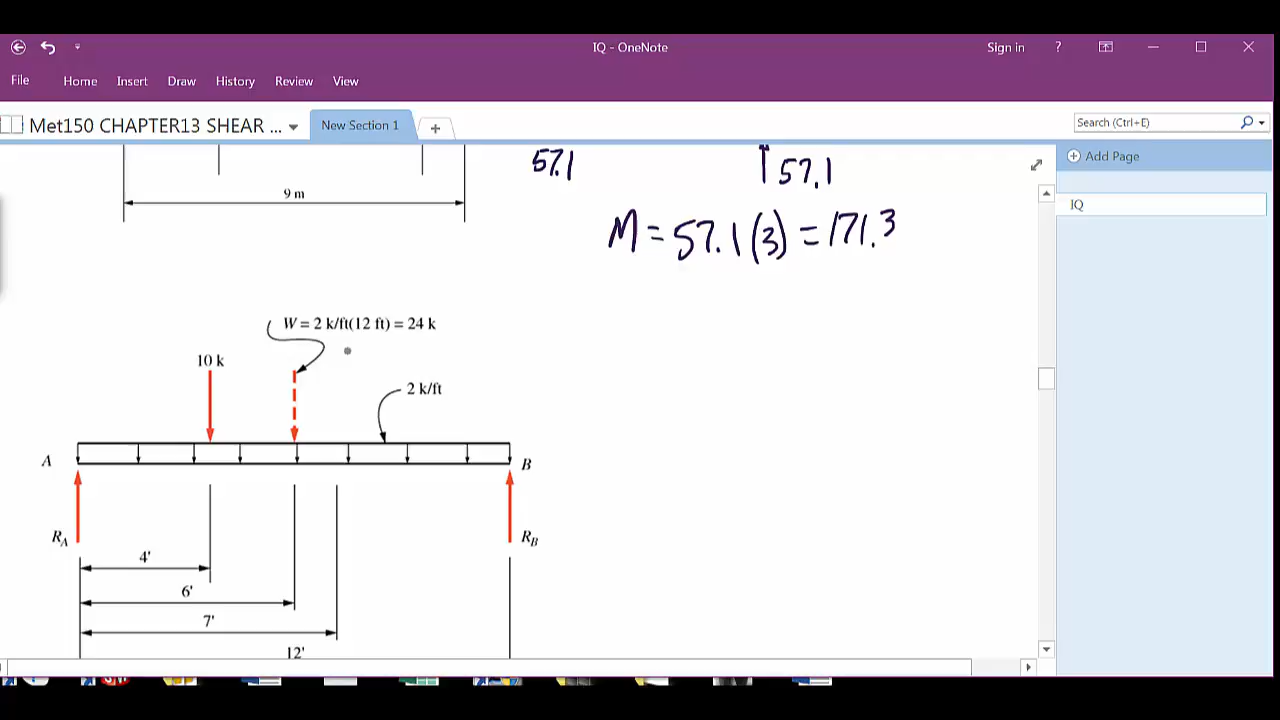 IQ - OneNote
Sign in
?
File
Home
Insert
Draw
History
Review
View
Met150 CHAPTER13 SHEAR ...
New Section 1
Search (Ctrl+E)
Add Page
IQ
57.1
57.1
9 m
M = 57.1 (3) = 171.3
W = 2 k/ft(12 ft) = 24 k
10 k
2 k/ft
A
B
R_A
R_B
4'
6'
7'
12'